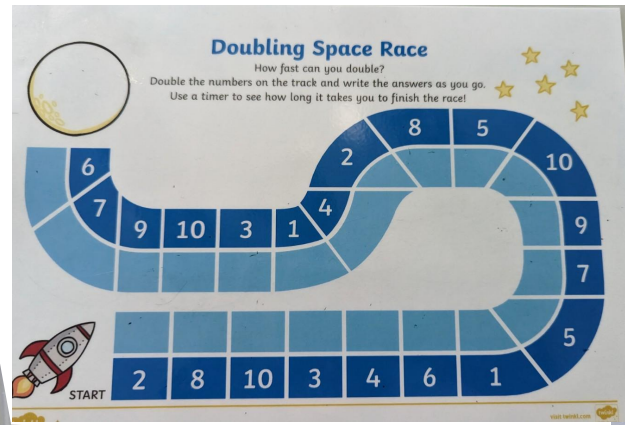 Doubling Space Race
How fast can you double?
Double the numbers on the track and write the answers as you go.
Use a timer to see how long it takes you to finish the race!
8 5
2 10
6
7 4
9 10 3 1 9
7
5
START 2 8 10 3 4 6 1
visit twinkl.com